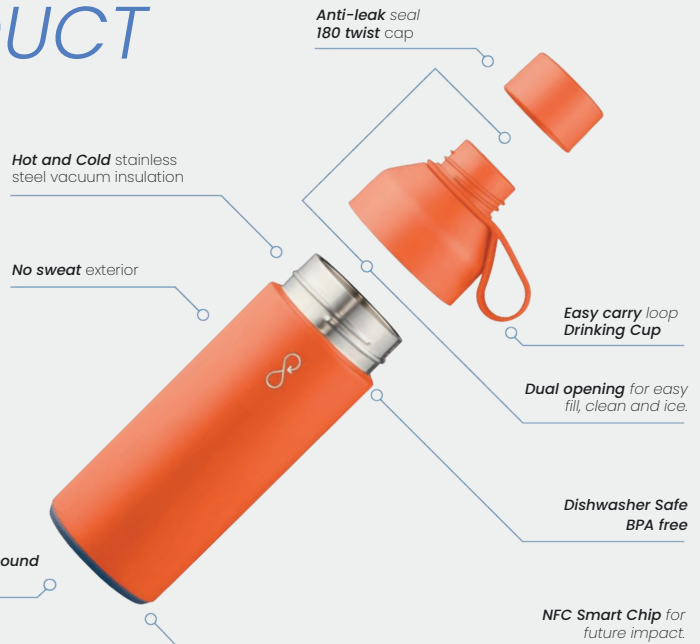 DUCT
Anti-leak seal
180 twist cap
Hot and Cold stainless
steel vacuum insulation
No sweat exterior
Easy carry loop
Drinking Cup
Dual opening for easy
fill, clean and ice.
Dishwasher Safe
BPA free
ound
NFC Smart Chip for
future impact.